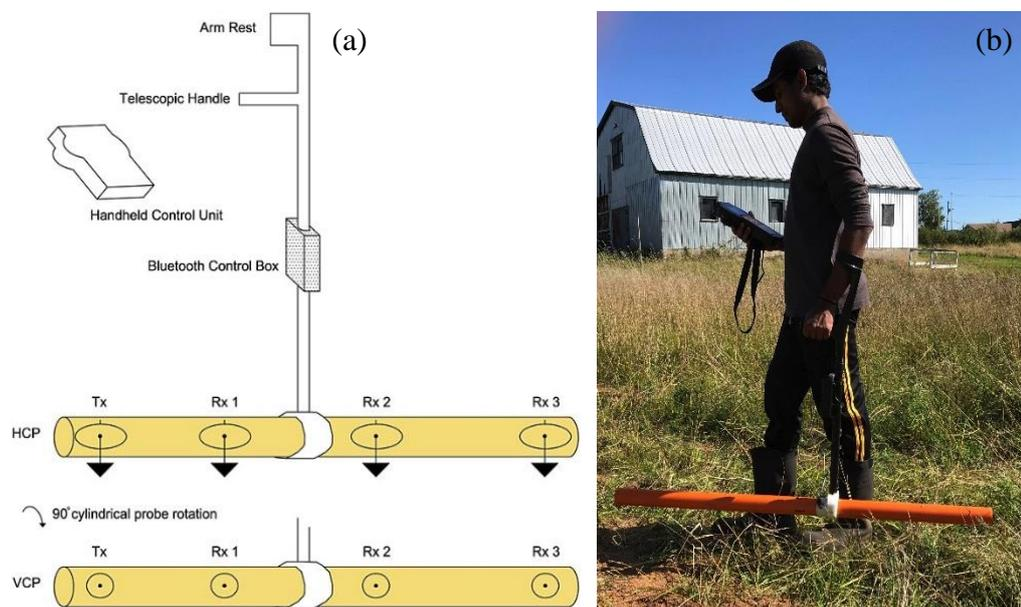 Arm Rest
(a)
Telescopic Handle
Handheld Control Unit
Bluetooth Control Box
Tx Rx 1 Rx 2 Rx 3
HCP
90° cylindrical probe rotation
Tx Rx 1 Rx 2 Rx 3
VCP
(b)